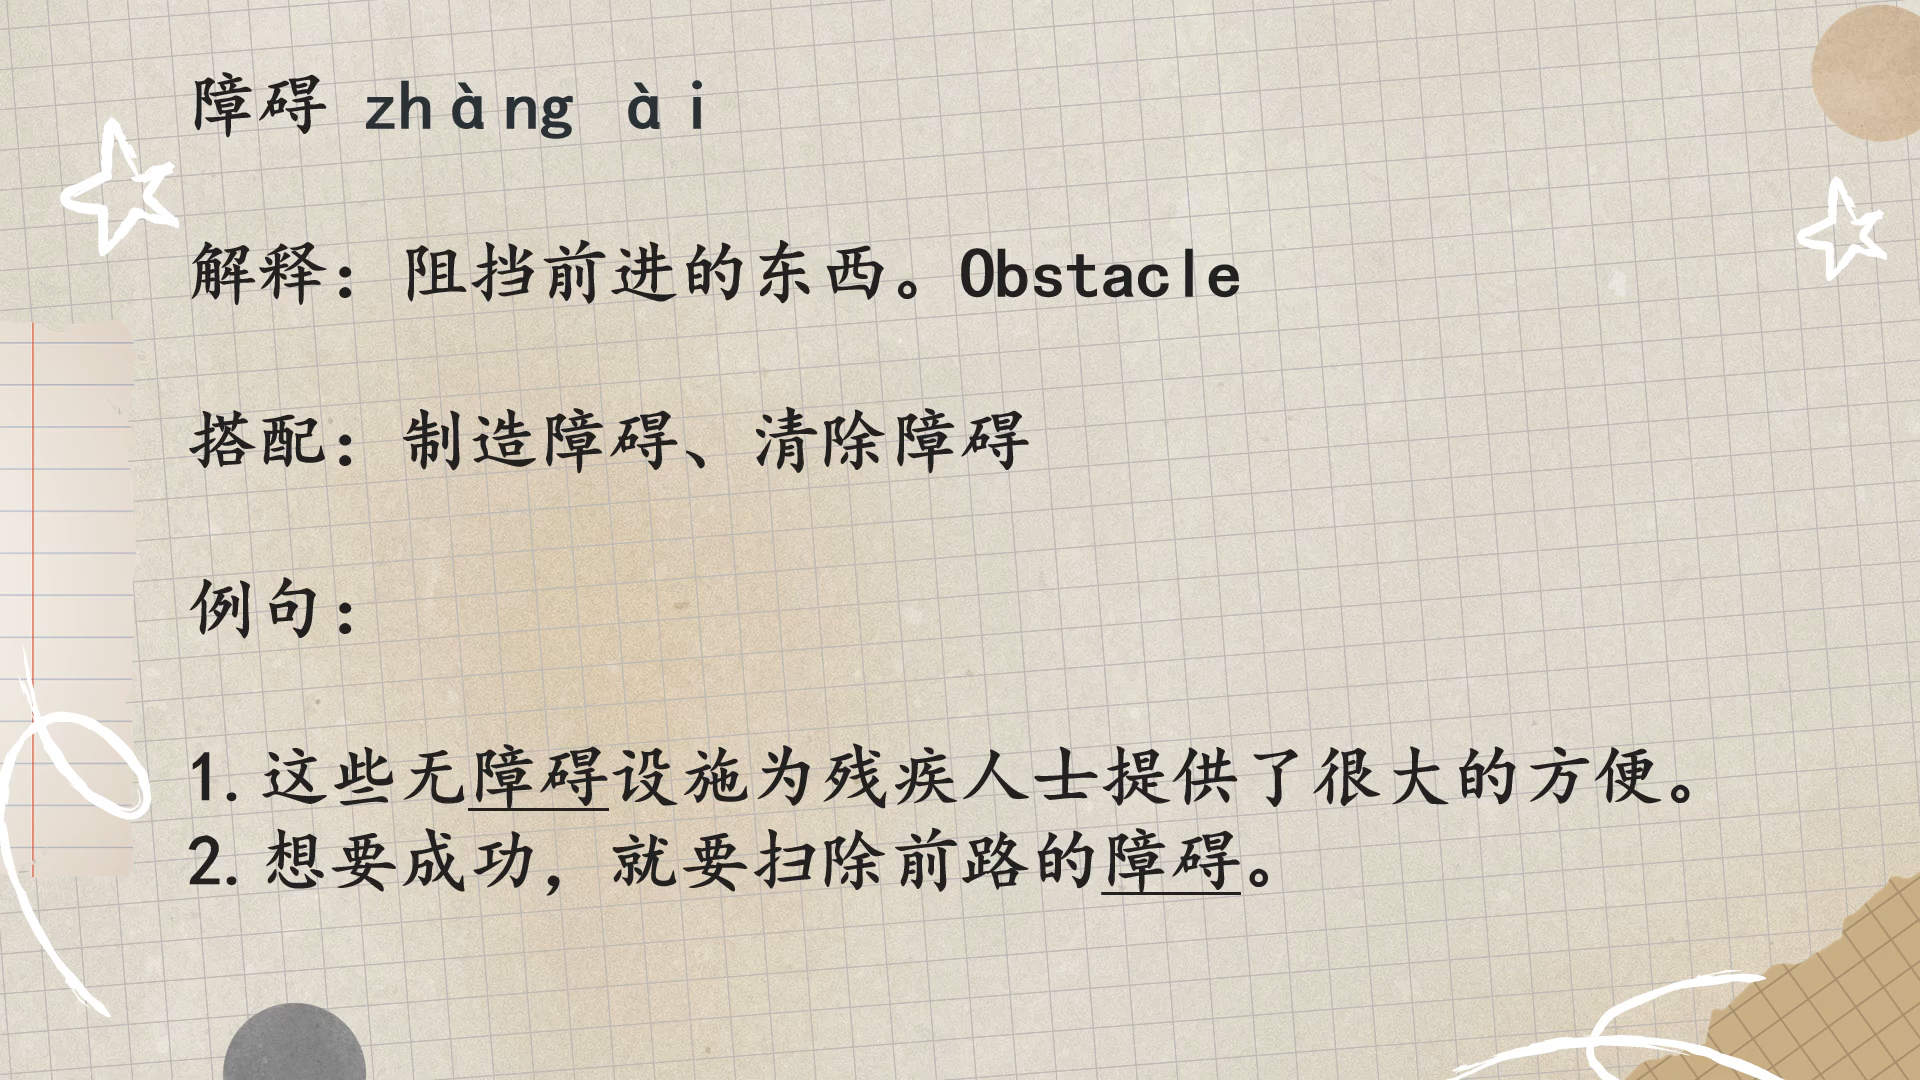 障碍 zhàng ài
解释：阻挡前进的东西。Obstacle
搭配：制造障碍、清除障碍
例句：
1.这些无障碍设施为残疾人士提供了很大的方便。
2.想要成功，就要扫除前路的障碍。